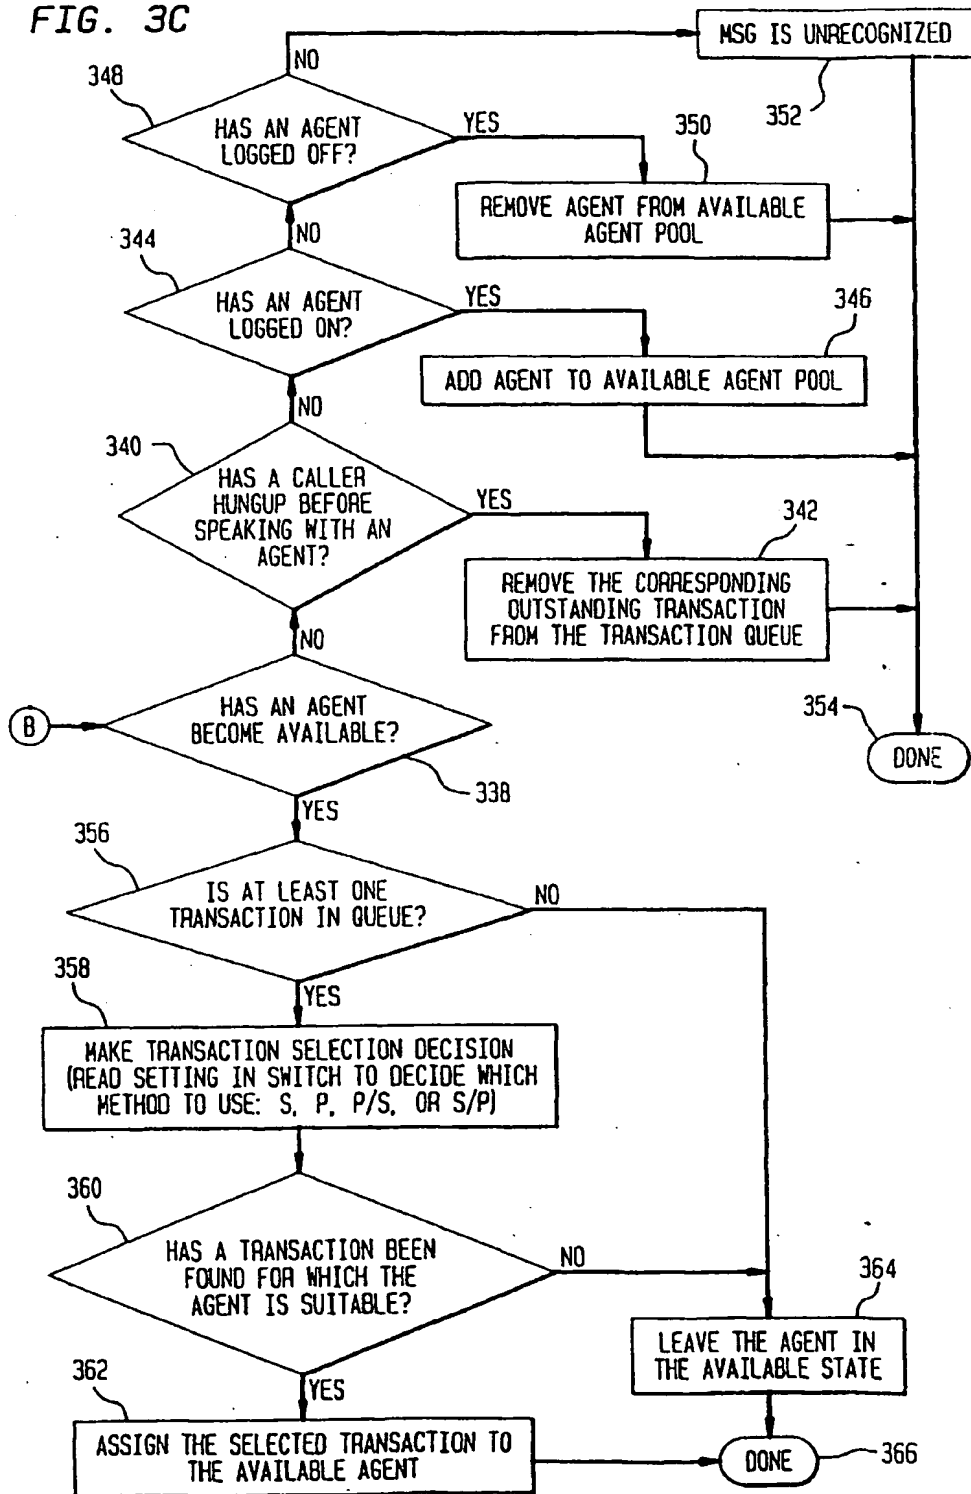 FIG. 3C
MSG IS UNRECOGNIZED
352
NO
348
HAS AN AGENT
LOGGED OFF?
YES
350
REMOVE AGENT FROM AVAILABLE
AGENT POOL
NO
344
HAS AN AGENT
LOGGED ON?
YES
346
ADD AGENT TO AVAILABLE AGENT POOL
NO
340
HAS A CALLER
HUNGUP BEFORE
SPEAKING WITH AN
AGENT?
YES
342
REMOVE THE CORRESPONDING
OUTSTANDING TRANSACTION
FROM THE TRANSACTION QUEUE
NO
B
HAS AN AGENT
BECOME AVAILABLE?
338
354
DONE
YES
356
IS AT LEAST ONE
TRANSACTION IN QUEUE?
NO
YES
358
MAKE TRANSACTION SELECTION DECISION
(READ SETTING IN SWITCH TO DECIDE WHICH
METHOD TO USE: S, P, P/S, OR S/P)
360
HAS A TRANSACTION BEEN
FOUND FOR WHICH THE
AGENT IS SUITABLE?
NO
364
LEAVE THE AGENT IN
THE AVAILABLE STATE
YES
362
ASSIGN THE SELECTED TRANSACTION TO
THE AVAILABLE AGENT
DONE
366